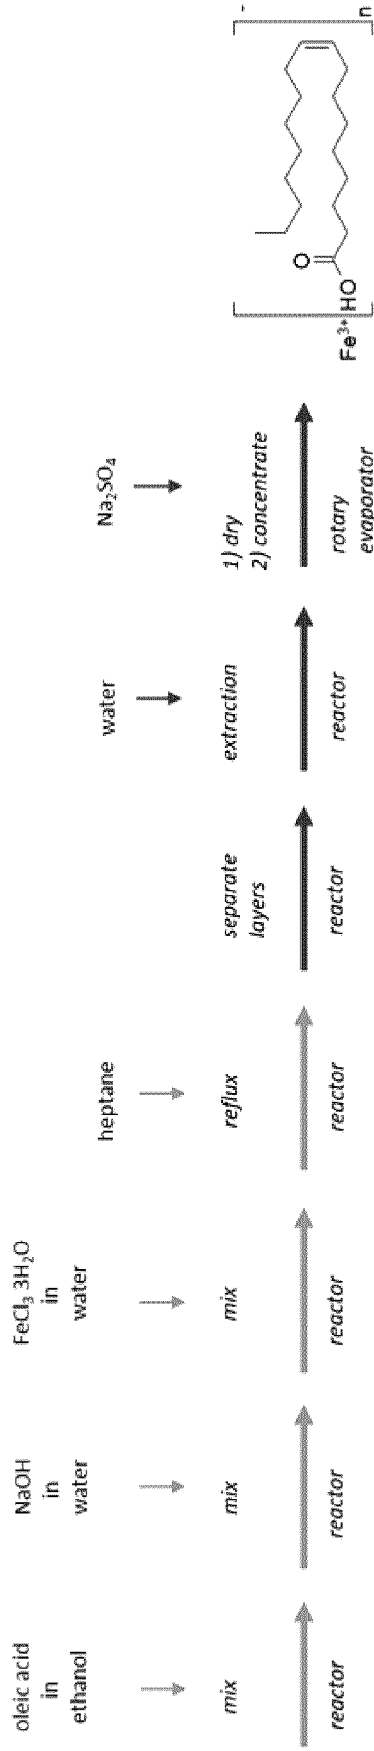 oleic acid
in
ethanol
mix
reactor
NaOH
in
water
mix
reactor
FeCl₃ 3H₂O
in
water
mix
reactor
heptane
reflux
reactor
separate
layers
reactor
water
extraction
reactor
Na₂SO₄
1) dry
2) concentrate
rotary
evaporator
Fe³⁺
HO
O
-
n